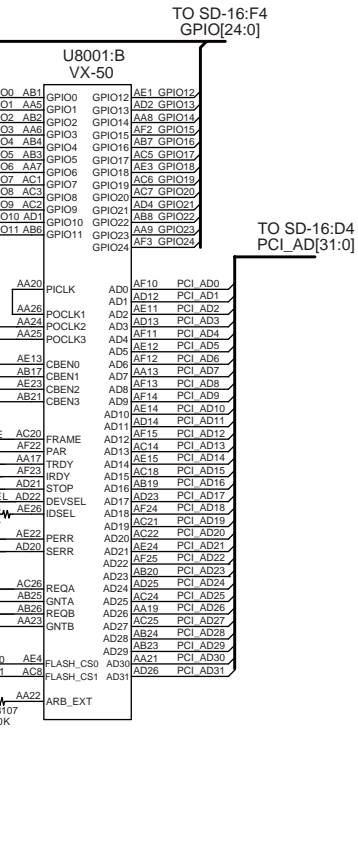 TO SD-16:F4
GPIO[24:0]
U8001:B
VX-50
AB1 GPIO0 GPIO12 AE1 GPIO12
AA5 GPIO1 GPIO13 AD2 GPIO13
AB2 GPIO2 GPIO14 AA8 GPIO14
AA6 GPIO3 GPIO15 AF2 GPIO15
AB4 GPIO4 GPIO16 AB7 GPIO16
AB3 GPIO5 GPIO17 AC5 GPIO17
AA7 GPIO6 GPIO18 AE3 GPIO18
AC1 GPIO7 GPIO19 AC6 GPIO19
AC3 GPIO8 GPIO20 AC7 GPIO20
AC2 GPIO9 GPIO21 AD4 GPIO21
IO10 AD1 GPIO10 GPIO22 AB8 GPIO22
IO11 AB6 GPIO11 GPIO23 AA9 GPIO23
GPIO24 AF3 GPIO24
TO SD-16:D4
PCI_AD[31:0]
AA20 PICLK AD0 AF10 PCI_AD0
AD1 AD12 PCI_AD1
AA26 POCLK1 AD2 AE11 PCI_AD2
AA24 POCLK2 AD3 AD13 PCI_AD3
AA25 POCLK3 AD4 AF11 PCI_AD4
AD5 AE12 PCI_AD5
AE13 CBEN0 AD6 AF12 PCI_AD6
AB17 CBEN1 AD7 AA13 PCI_AD7
AE23 CBEN2 AD8 AF13 PCI_AD8
AB21 CBEN3 AD9 AF14 PCI_AD9
AD10 AE14 PCI_AD10
AD11 AD14 PCI_AD11
AC20 FRAME AD12 AF15 PCI_AD12
AF22 PAR AD13 AC14 PCI_AD13
AA17 TRDY AD14 AE15 PCI_AD14
AF23 IRDY AD15 AC18 PCI_AD15
AD21 STOP AD16 AB19 PCI_AD16
AD22 DEVSEL AD17 AD23 PCI_AD17
AE26 IDSEL AD18 AF24 PCI_AD18
AD19 AC21 PCI_AD19
AE22 PERR AD20 AC22 PCI_AD20
AD20 SERR AD21 AE24 PCI_AD21
AD22 AF25 PCI_AD22
AD23 AB20 PCI_AD23
AC26 REQA AD24 AD25 PCI_AD24
AB25 GNTA AD25 AC24 PCI_AD25
AB26 REQB AD26 AA19 PCI_AD26
AA23 GNTB AD27 AC25 PCI_AD27
AD28 AB24 PCI_AD28
AD29 AB23 PCI_AD29
AE4 FLASH_CS0 AD30 AA21 PCI_AD30
AC8 FLASH_CS1 AD31 AD26 PCI_AD31
AA22 ARB_EXT